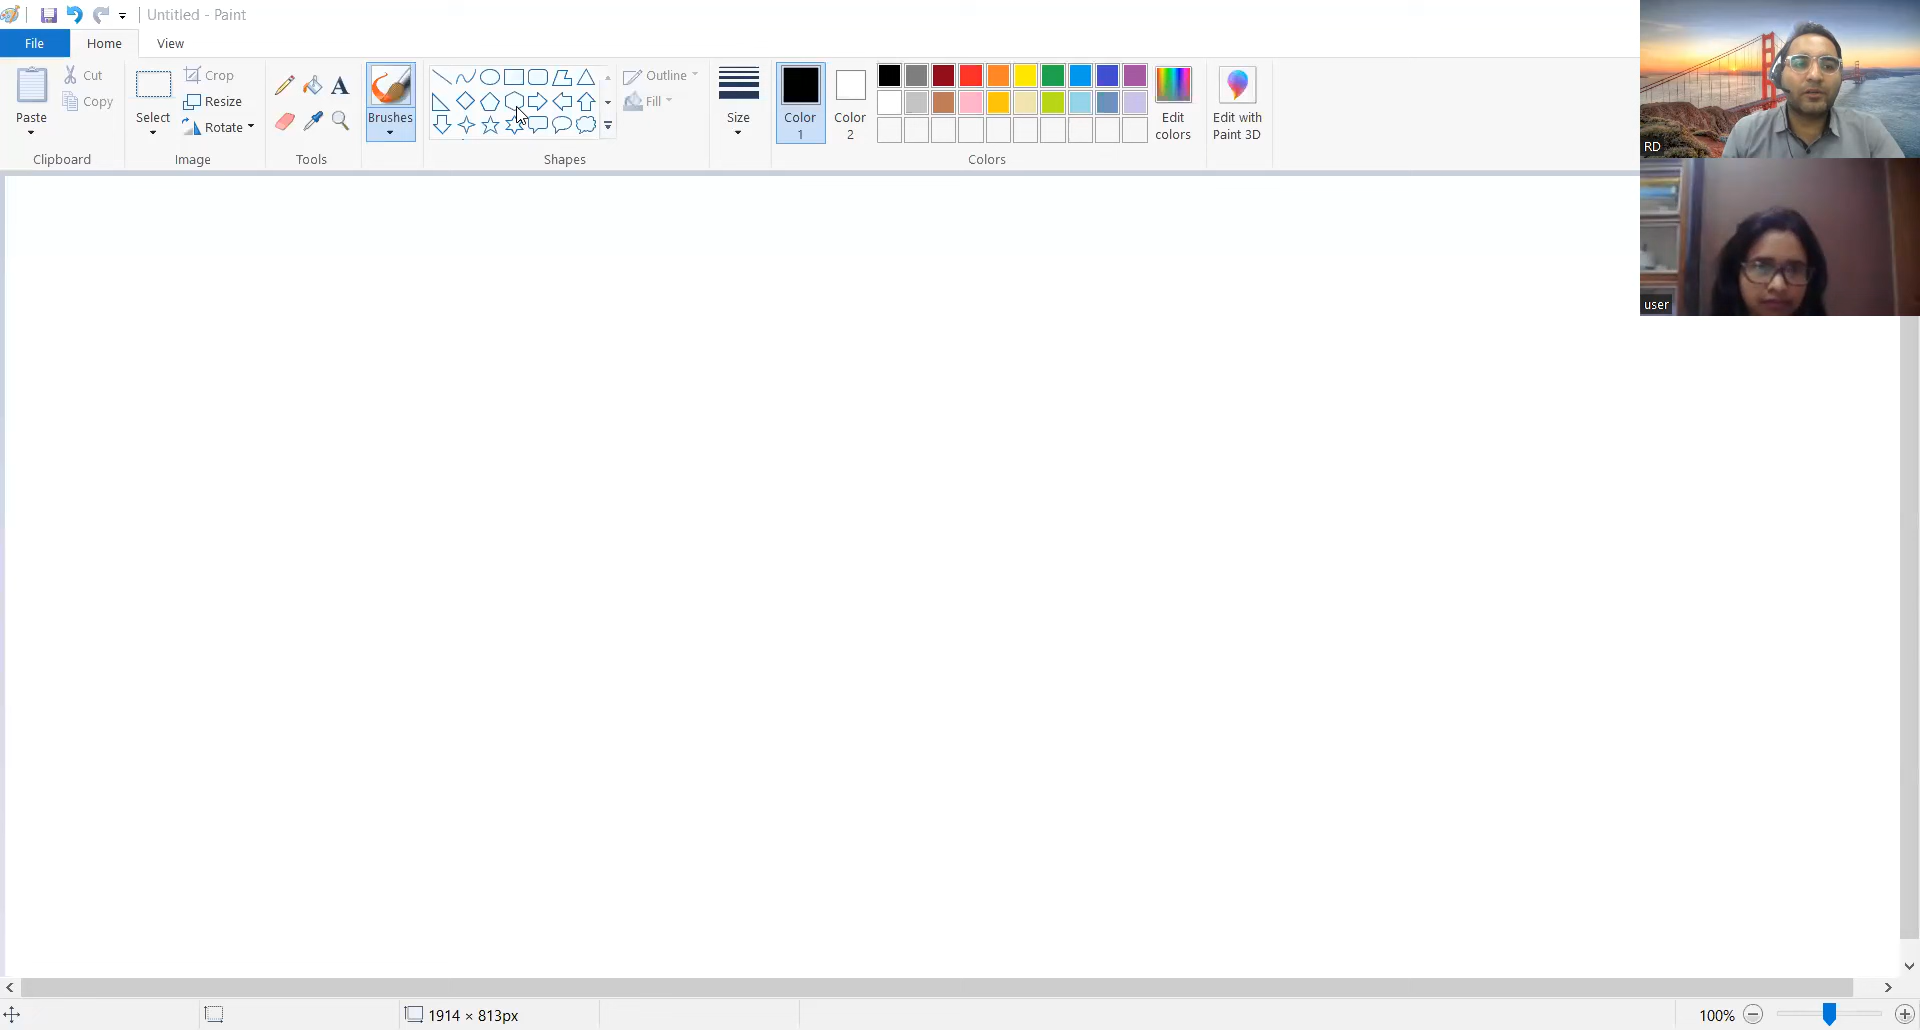 Untitled - Paint
File Home View
Paste
Cut
Copy
Clipboard
Select
Crop
Resize
Rotate
Image
A
Tools
Brushes
Outline
Fill
Shapes
Size
Color
1
Color
2
Colors
Edit
colors
Edit with
Paint 3D
RD
user
1914 × 813px
100%